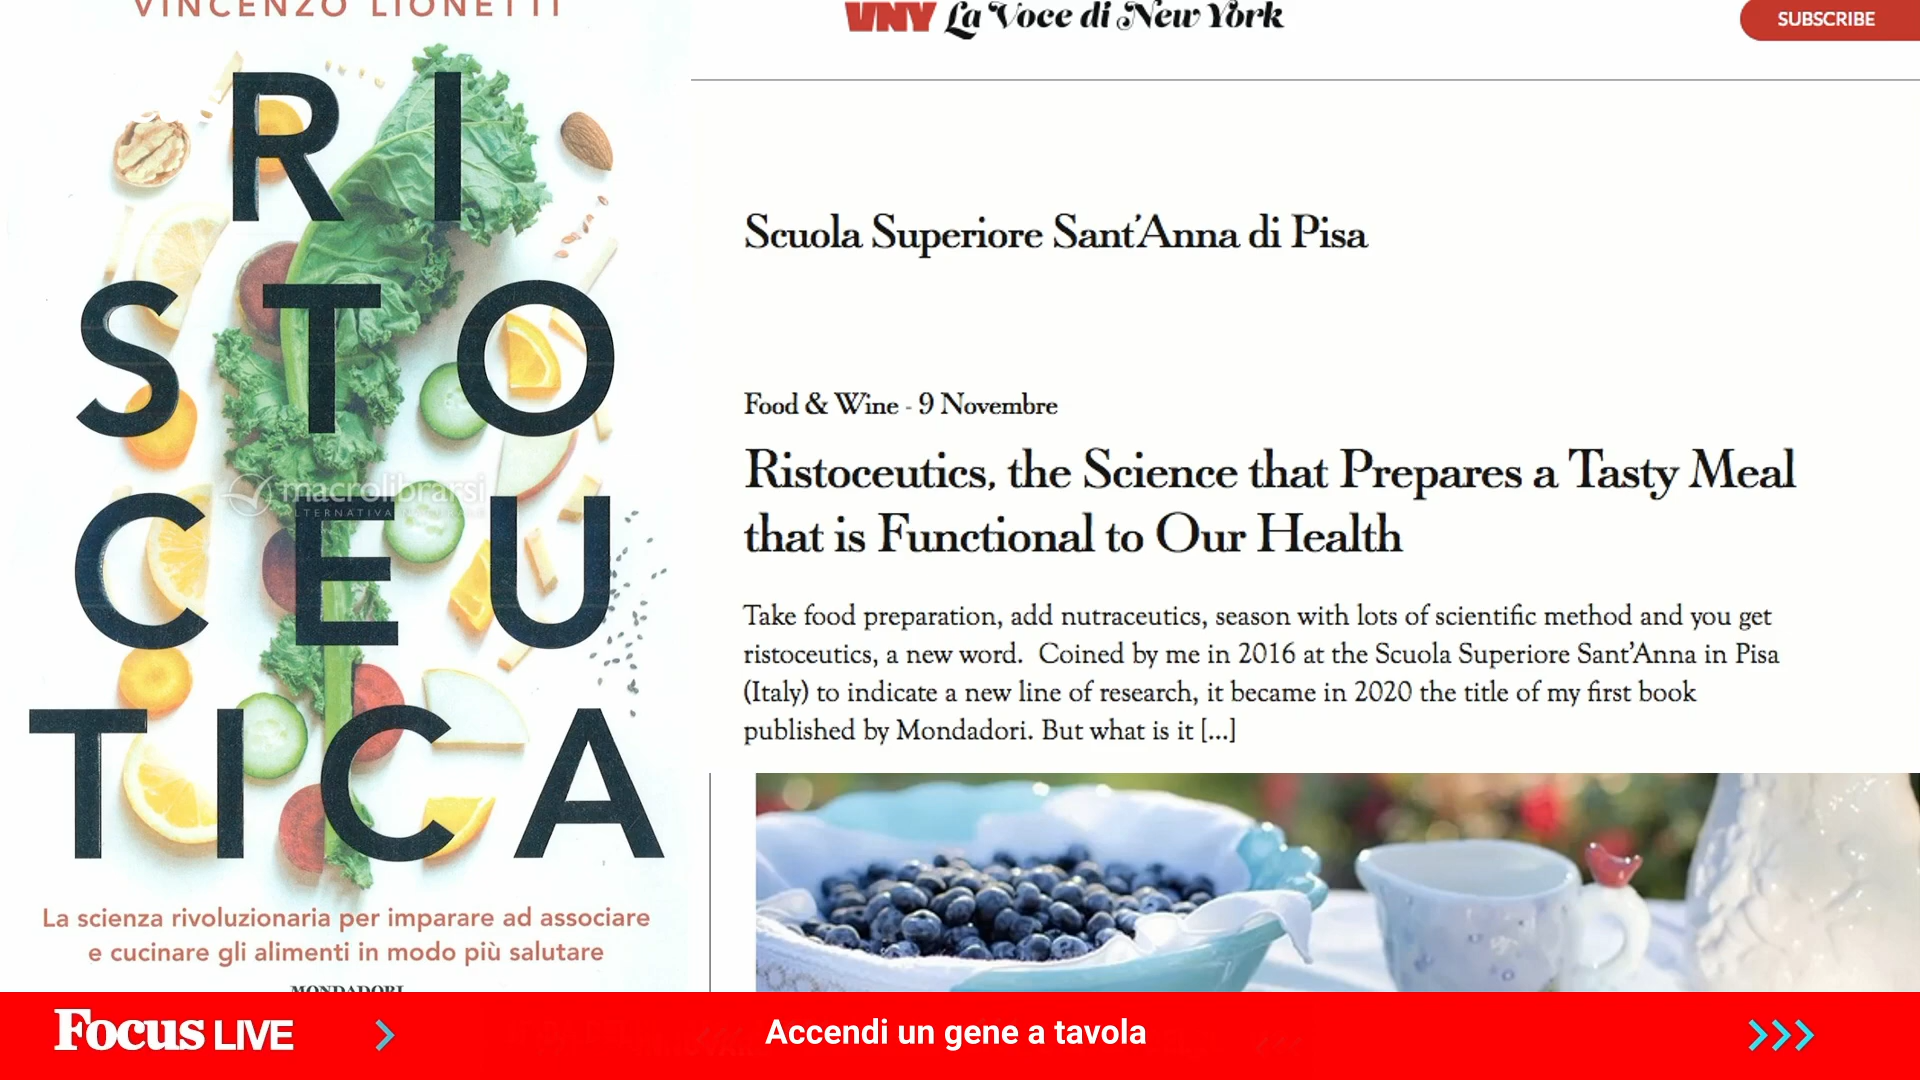 VINCENZO LIONETTI
RI
STO
CEU
TICA
macrolibrarsi
La scienza rivoluzionaria per imparare ad associare
e cucinare gli alimenti in modo più salutare
MONDADORI
VNY La Voce di New York
SUBSCRIBE
Scuola Superiore Sant'Anna di Pisa
Food & Wine - 9 Novembre
Ristoceutics, the Science that Prepares a Tasty Meal
that is Functional to Our Health
Take food preparation, add nutraceutics, season with lots of scientific method and you get
ristoceutics, a new word. Coined by me in 2016 at the Scuola Superiore Sant'Anna in Pisa
(Italy) to indicate a new line of research, it became in 2020 the title of my first book
published by Mondadori. But what is it [...]
Focus LIVE
Accendi un gene a tavola